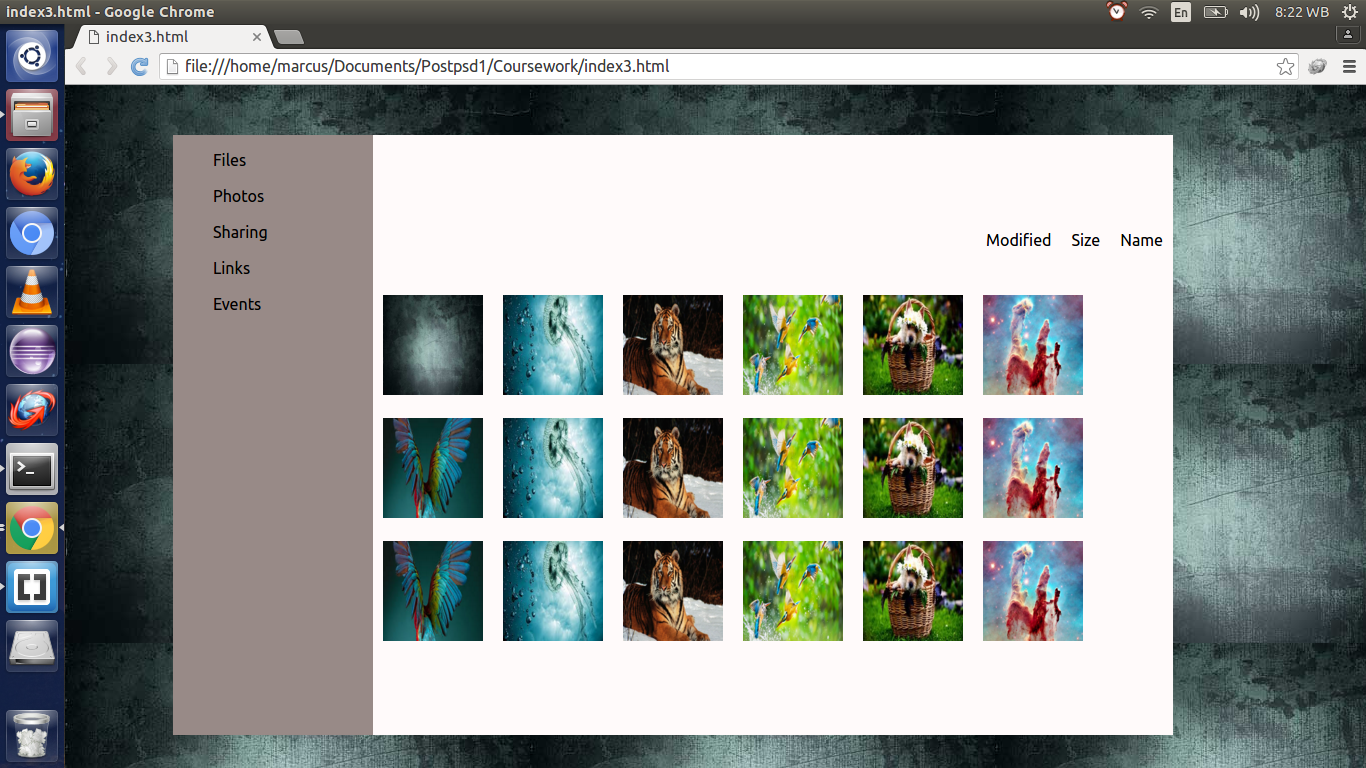 index3.html - Google Chrome
En
8:22 WB
index3.html
file:///home/marcus/Documents/Postpsd1/Coursework/index3.html
Files
Photos
Sharing
Links
Events
Modified Size Name
>_